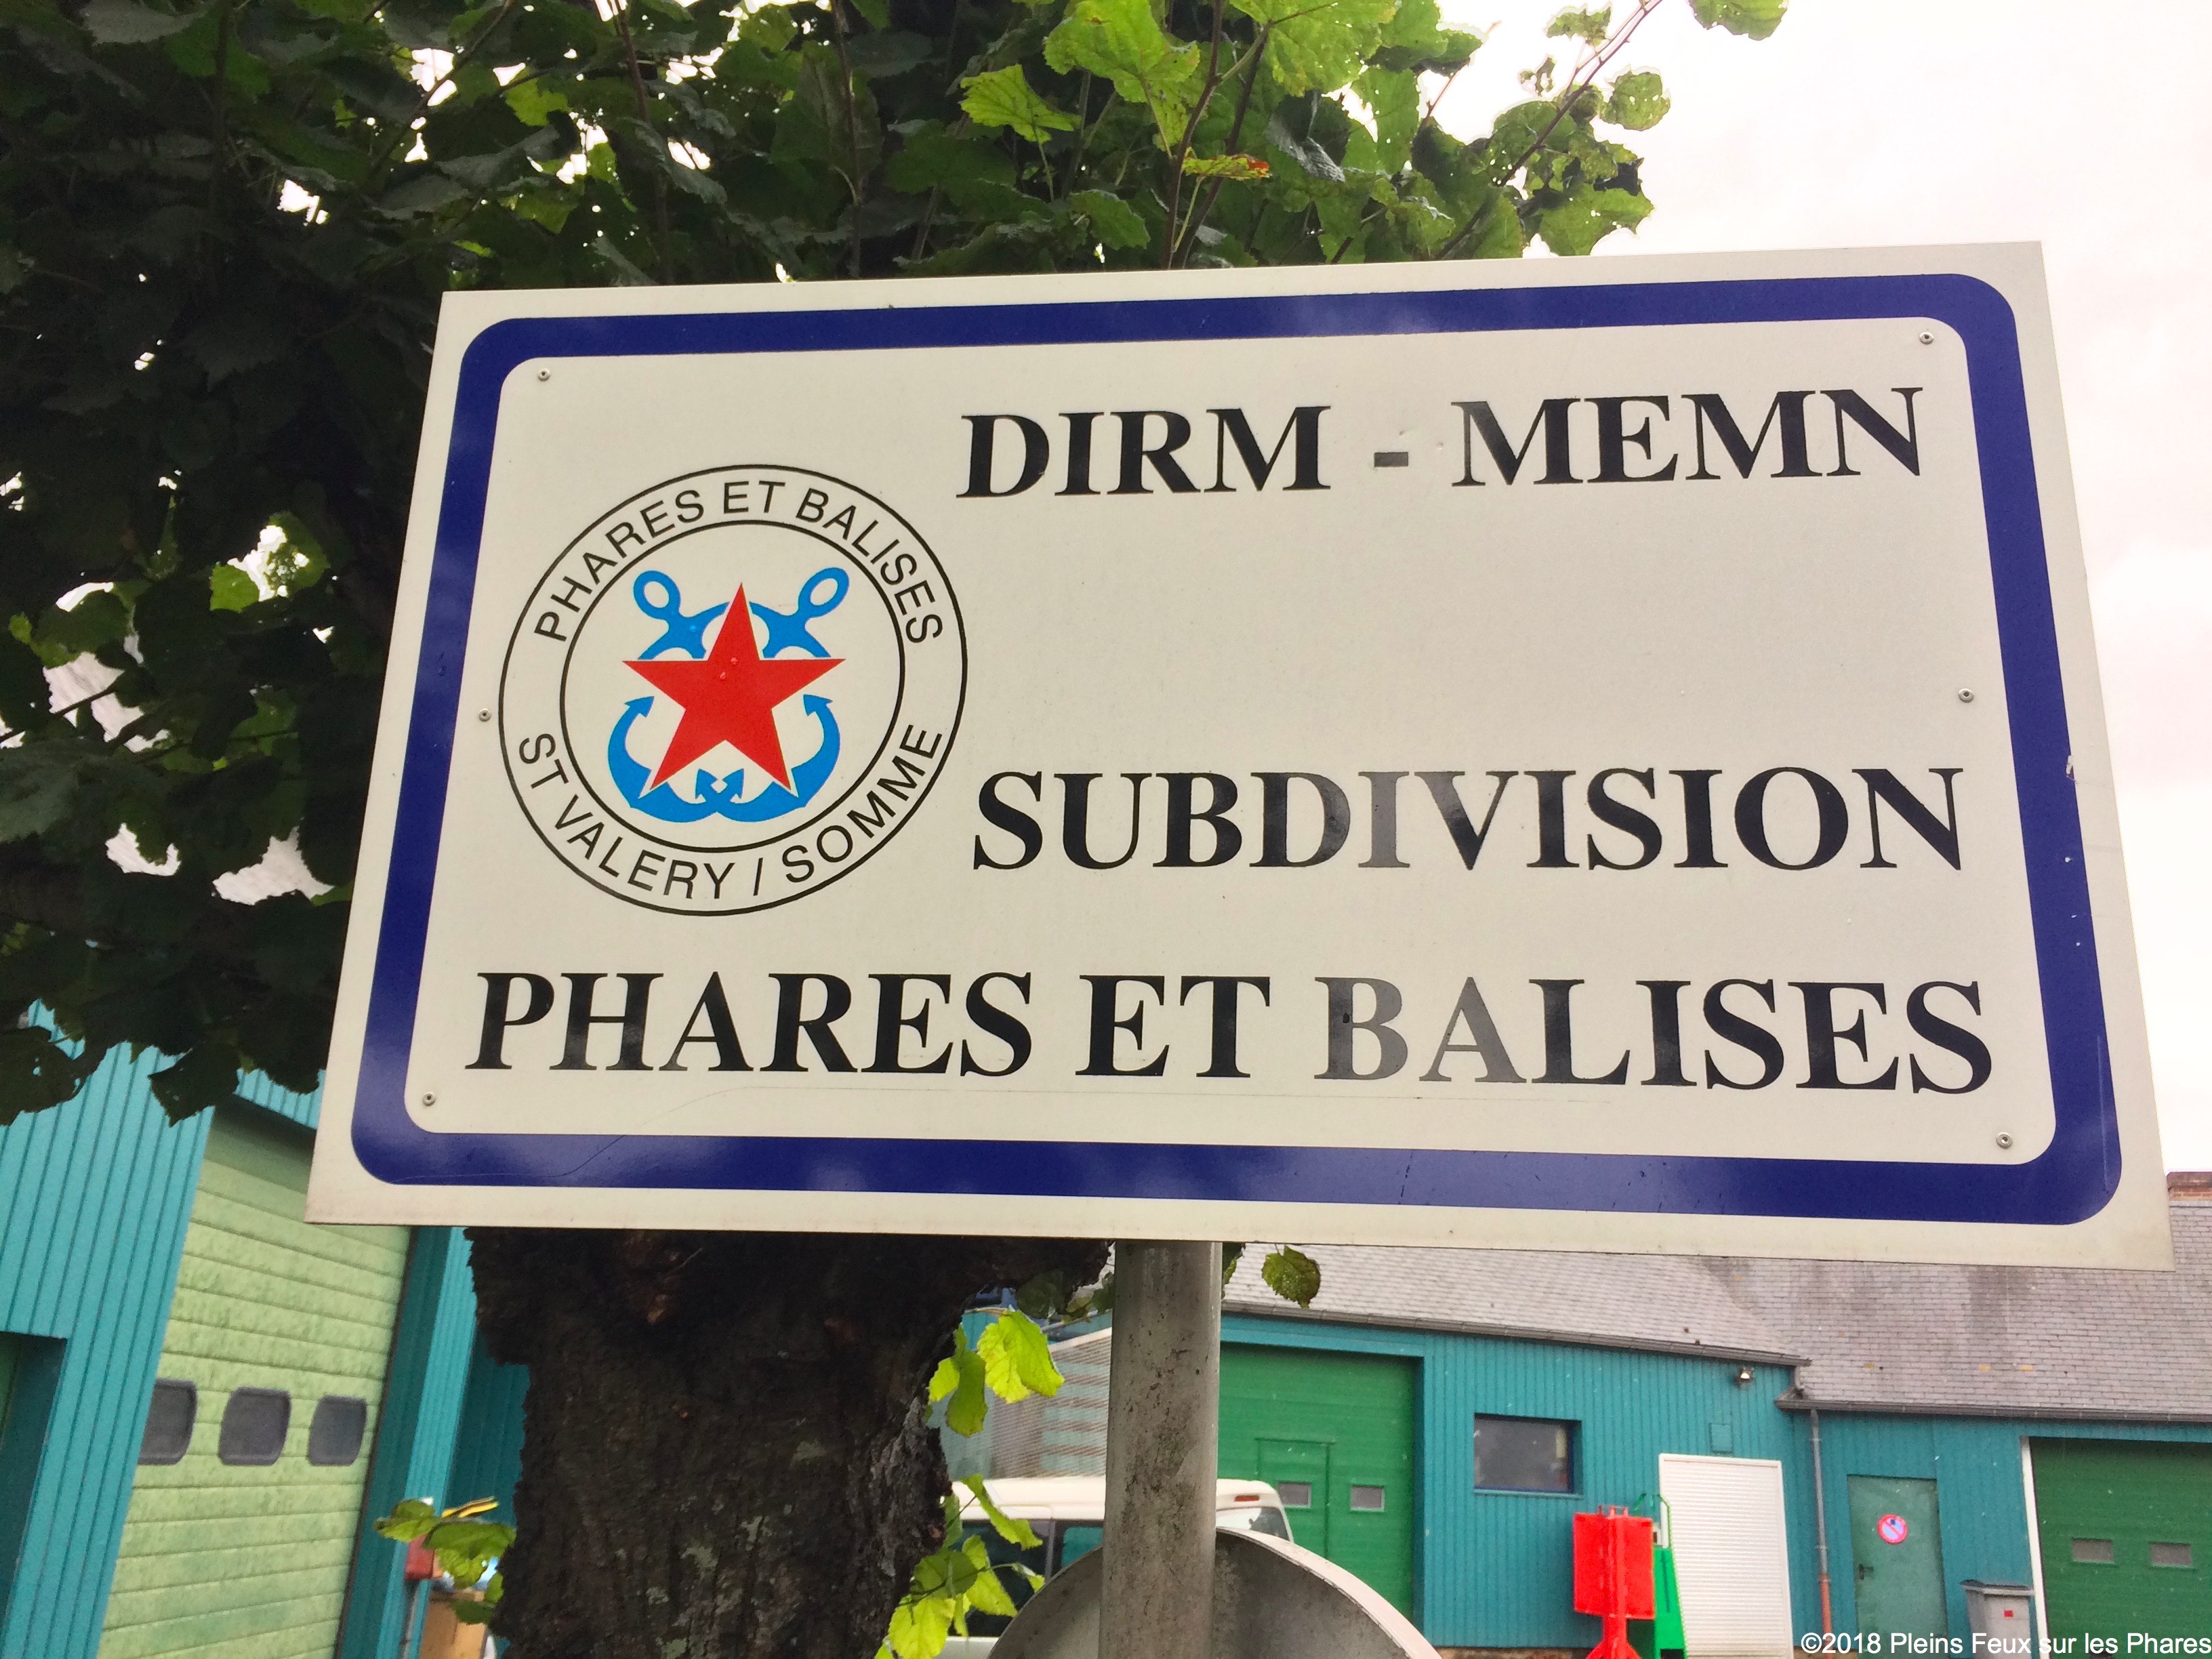 DIRM - MEMN
PHARES ET BALISES
ST VALERY / SOMME
SUBDIVISION
PHARES ET BALISES
©2018 Pleins Feux sur les Phares